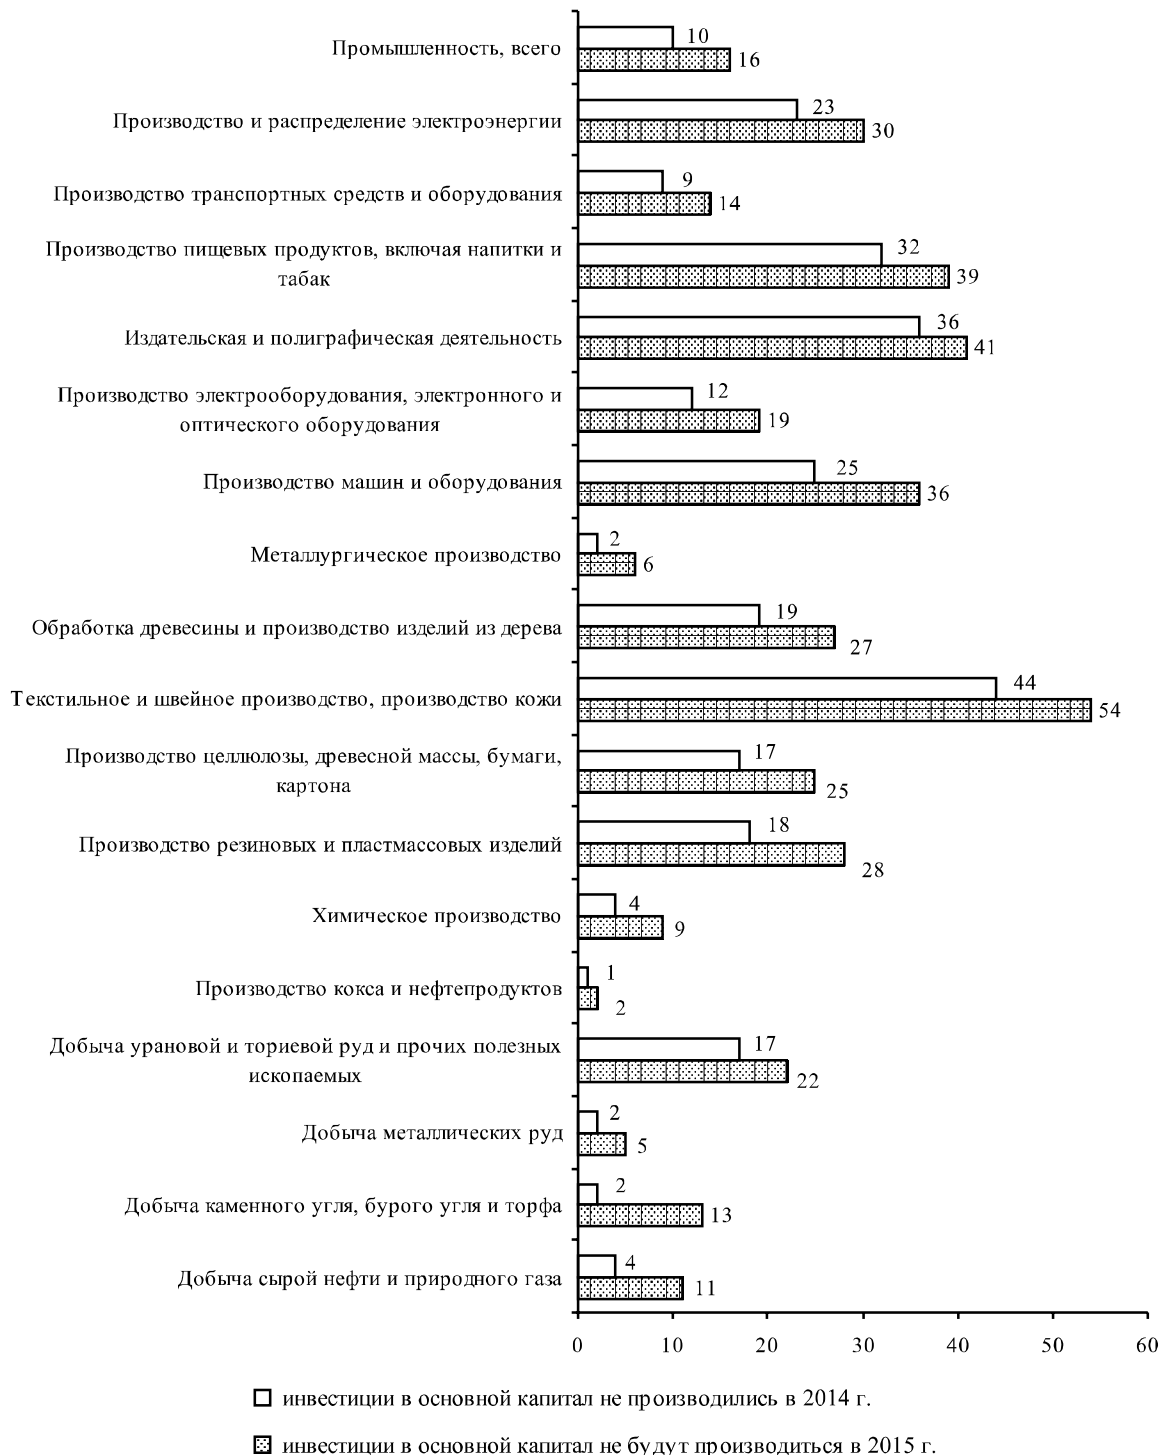 Промышленность, всего
10
16
Производство и распределение электроэнергии
23
30
Производство транспортных средств и оборудования
9
14
Производство пищевых продуктов, включая напитки и
табак
32
39
Издательская и полиграфическая деятельность
36
41
Производство электрооборудования, электронного и
оптического оборудования
12
19
Производство машин и оборудования
25
36
Металлургическое производство
2
6
Обработка древесины и производство изделий из дерева
19
27
Текстильное и швейное производство, производство кожи
44
54
Производство целлюлозы, древесной массы, бумаги,
картона
17
25
Производство резиновых и пластмассовых изделий
18
28
Химическое производство
4
9
Производство кокса и нефтепродуктов
1
2
Добыча урановой и ториевой руд и прочих полезных
ископаемых
17
22
Добыча металлических руд
2
5
Добыча каменного угля, бурого угля и торфа
2
13
Добыча сырой нефти и природного газа
4
11
0 10 20 30 40 50 60
инвестиции в основной капитал не производились в 2014 г.
инвестиции в основной капитал не будут производиться в 2015 г.